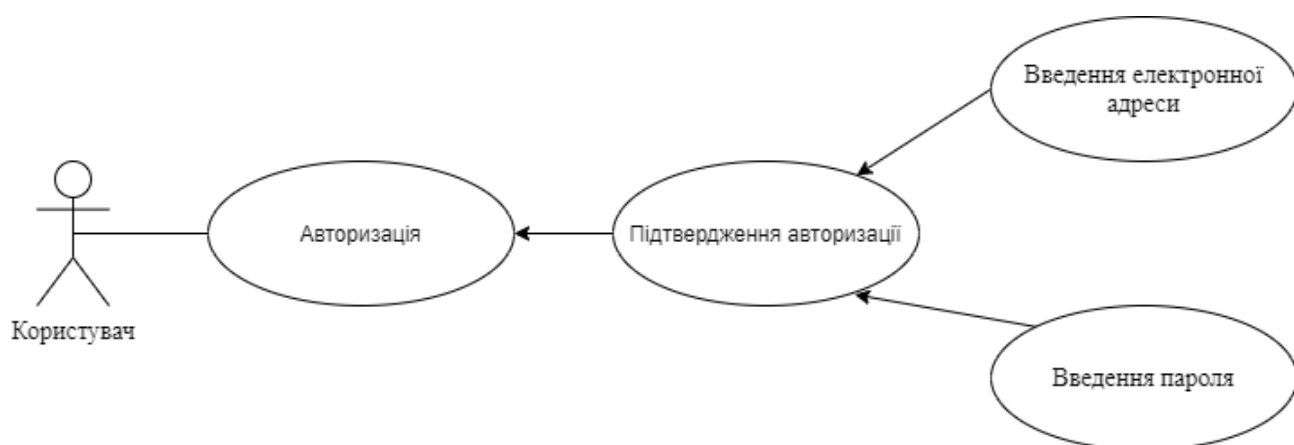 Введення електронної
адреси
Авторизація
Підтвердження авторизації
Користувач
Введення пароля